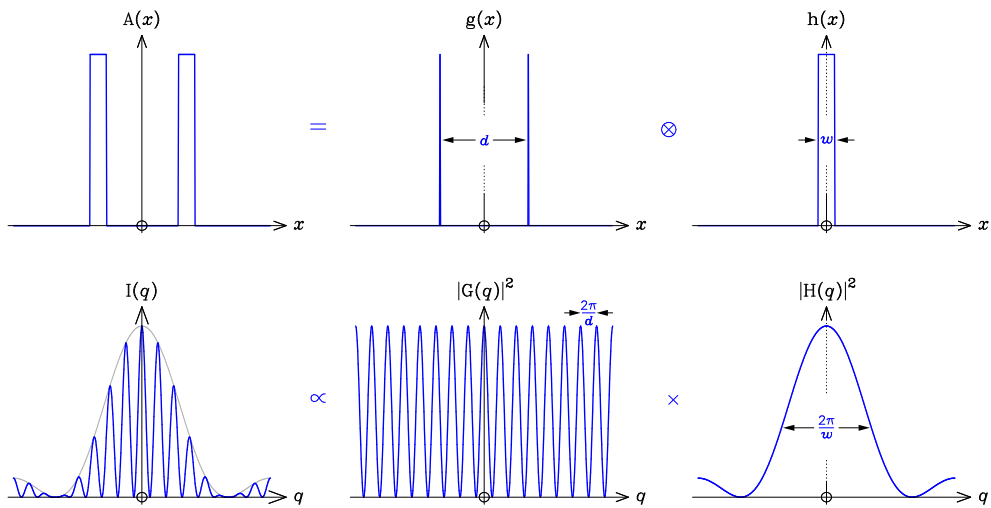 A(x)
g(x)
h(x)
=
d
⊗
w
x
x
x
I(q)
|G(q)|²
|H(q)|²
2π
d
∝
×
2π
w
q
q
q